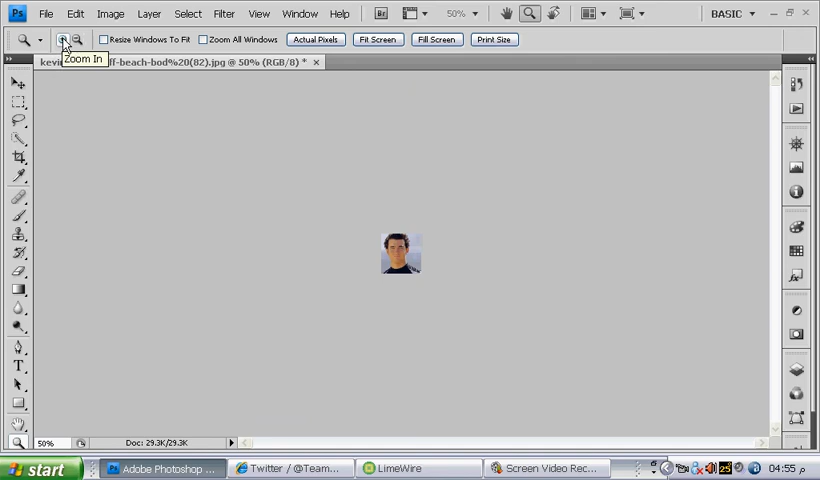 Ps File Edit Image Layer Select Filter View Window Help Br 50% BASIC
Resize Windows To Fit Zoom All Windows Actual Pixels Fit Screen Fill Screen Print Size
Zoom In
ff-beach-bod%20(82).jpg @ 50% (RGB/8) *
T
50% Doc: 29.3K/29.3K
start Ps Adobe Photoshop ... Twitter / @Team... LimeWire Screen Video Rec... 25 04:55 م